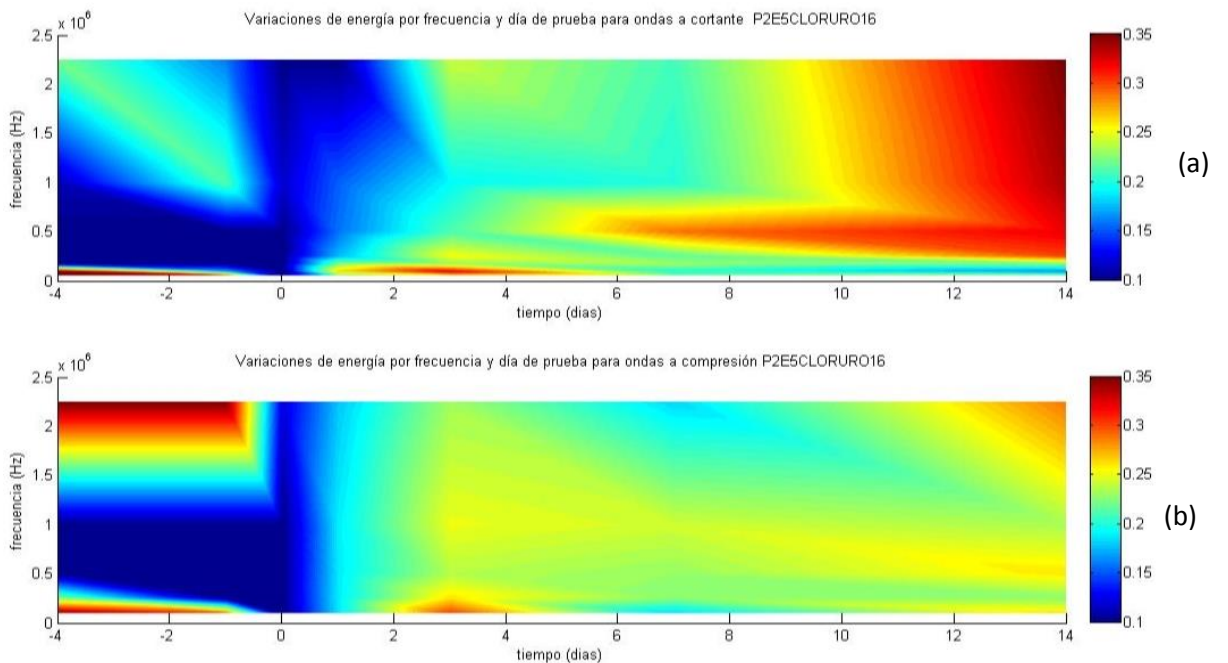 Variaciones de energía por frecuencia y día de prueba para ondas a cortante P2E5CLORURO16
x 10^6
2.5
2
1.5
1
0.5
0
frecuencia (Hz)
-4 -2 0 2 4 6 8 10 12 14
tiempo (dias)
0.35
0.3
0.25
0.2
0.15
0.1
(a)
Variaciones de energía por frecuencia y día de prueba para ondas a compresión P2E5CLORURO16
x 10^6
2.5
2
1.5
1
0.5
0
frecuencia (Hz)
-4 -2 0 2 4 6 8 10 12 14
tiempo (dias)
0.35
0.3
0.25
0.2
0.15
0.1
(b)